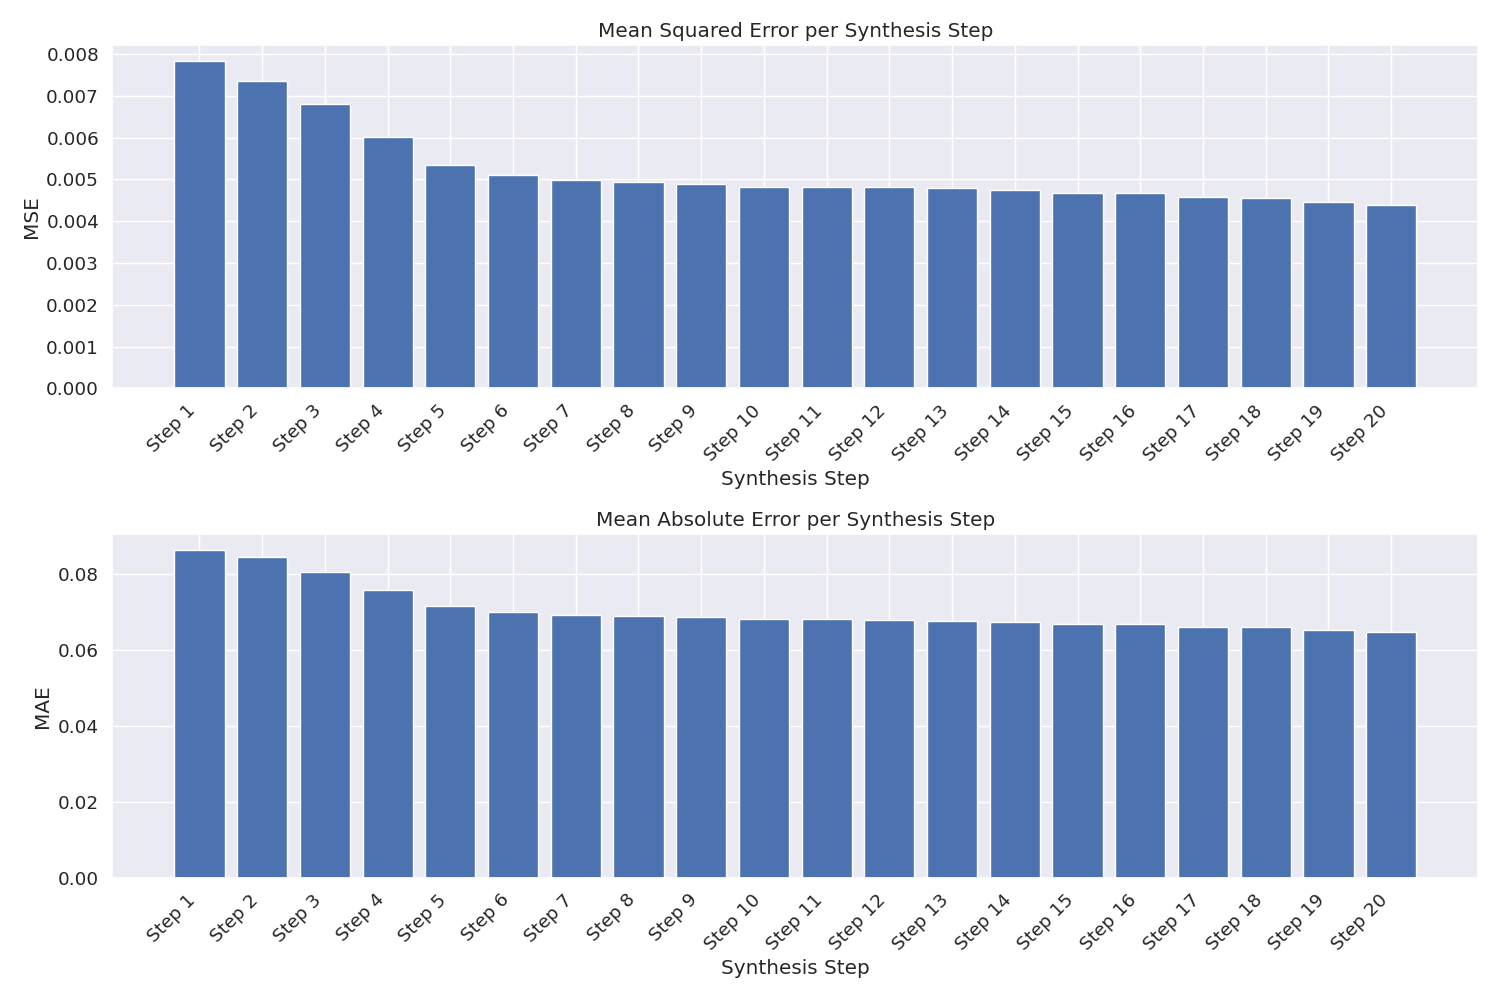 Mean Squared Error per Synthesis Step
0.008
0.007
0.006
0.005
0.004
0.003
0.002
0.001
0.000
MSE
Step 1
Step 2
Step 3
Step 4
Step 5
Step 6
Step 7
Step 8
Step 9
Step 10
Step 11
Step 12
Step 13
Step 14
Step 15
Step 16
Step 17
Step 18
Step 19
Step 20
Synthesis Step
Mean Absolute Error per Synthesis Step
0.08
0.06
0.04
0.02
0.00
MAE
Step 1
Step 2
Step 3
Step 4
Step 5
Step 6
Step 7
Step 8
Step 9
Step 10
Step 11
Step 12
Step 13
Step 14
Step 15
Step 16
Step 17
Step 18
Step 19
Step 20
Synthesis Step